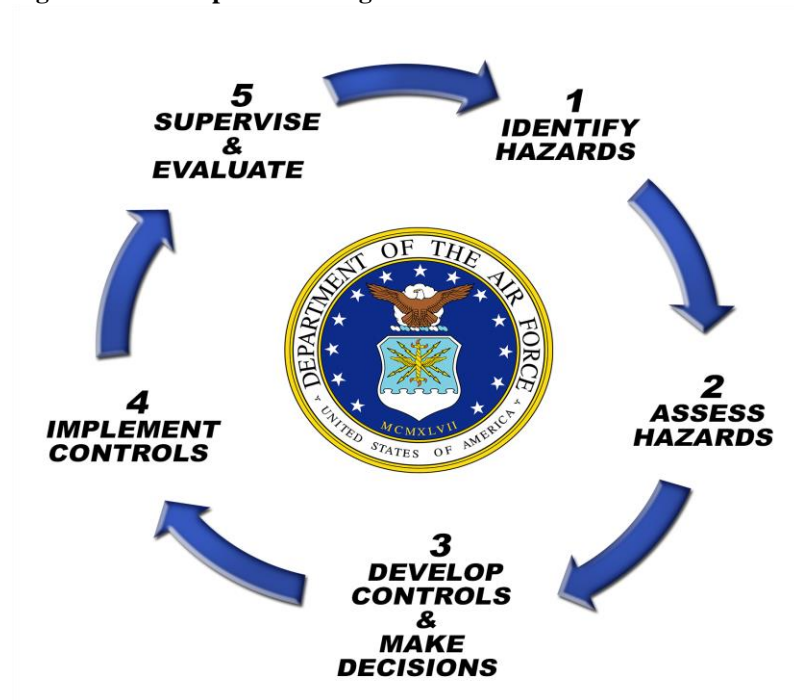 1
IDENTIFY
HAZARDS
2
ASSESS
HAZARDS
3
DEVELOP
CONTROLS
&
MAKE
DECISIONS
4
IMPLEMENT
CONTROLS
5
SUPERVISE
&
EVALUATE
DEPARTMENT OF THE AIR FORCE
MCMXLVII
UNITED STATES OF AMERICA